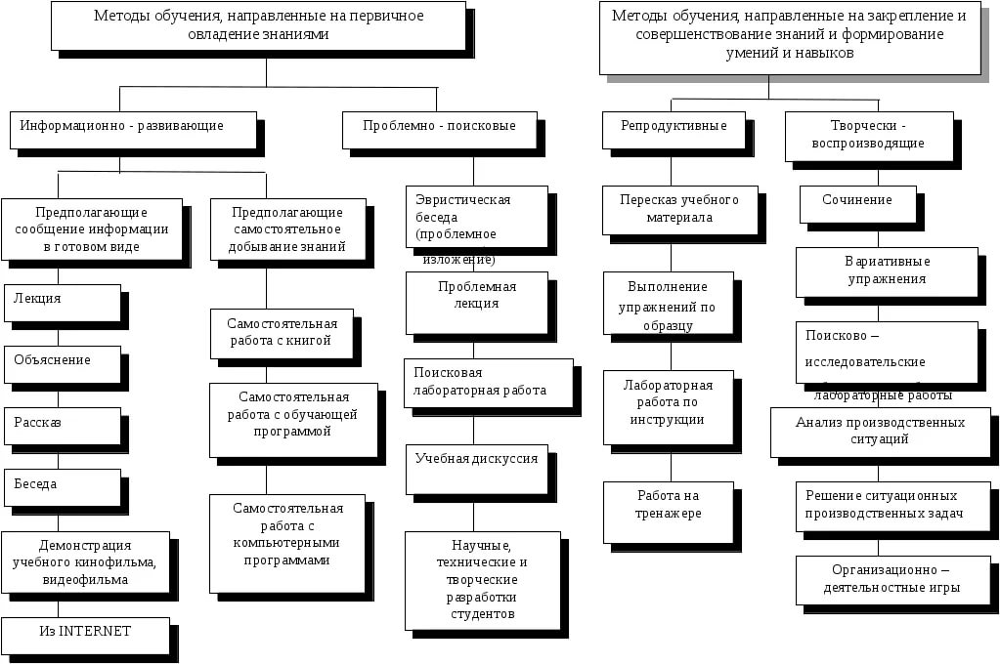 Методы обучения, направленные на первичное
овладение знаниями
Методы обучения, направленные на закрепление и
совершенствование знаний и формирование
умений и навыков
Информационно - развивающие
Проблемно - поисковые
Репродуктивные
Творчески -
воспроизводящие
Предполагающие
сообщение информации
в готовом виде
Лекция
Объяснение
Рассказ
Беседа
Демонстрация
учебного кинофильма,
видеофильма
Из INTERNET
Предполагающие
самостоятельное
добывание знаний
Самостоятельная
работа с книгой
Самостоятельная
работа с обучающей
программой
Самостоятельная
работа с
компьютерными
программами
Эвристическая
беседа
(проблемное
изложение)
Проблемная
лекция
Поисковая
лабораторная работа
Учебная дискуссия
Научные,
технические и
творческие
разработки
студентов
Пересказ учебного
материала
Выполнение
упражнений по
образцу
Лабораторная
работа по
инструкции
Работа на
тренажере
Сочинение
Вариативные
упражнения
Поисково –
исследовательские
лабораторные работы
Анализ производственных
ситуаций
Решение ситуационных
производственных задач
Организационно –
деятельностные игры